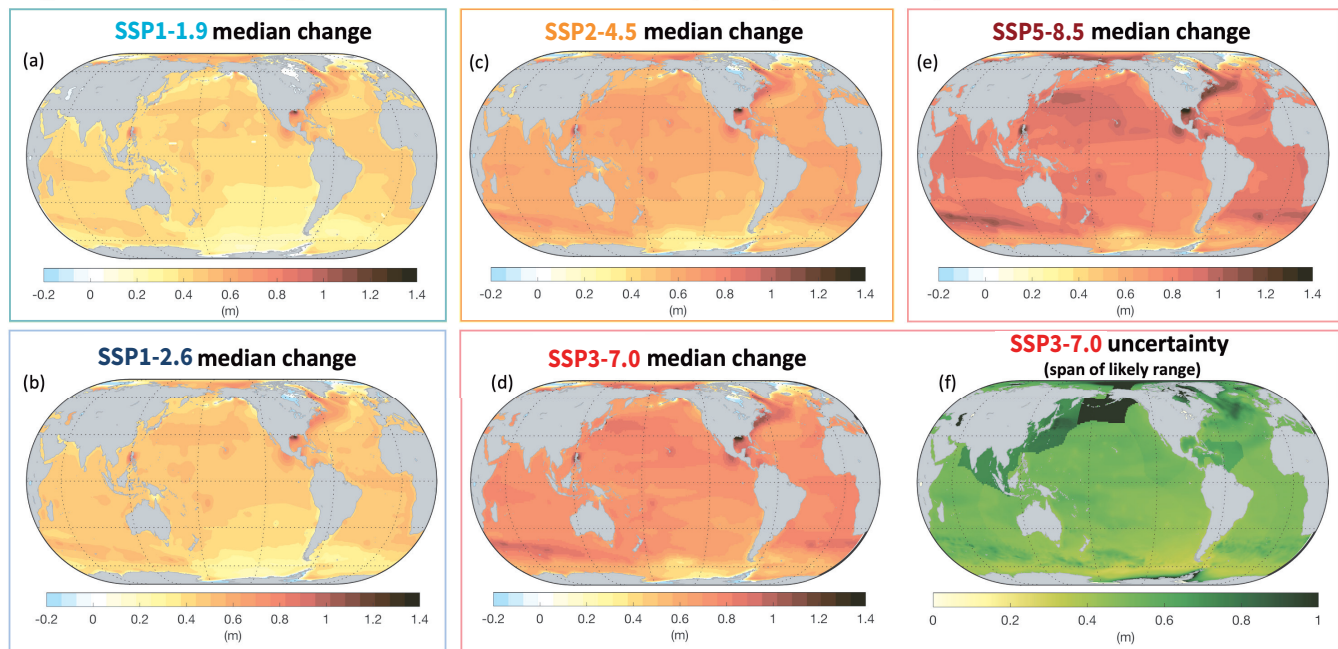 SSP1-1.9 median change
(a)
-0.2 0 0.2 0.4 0.6 0.8 1 1.2 1.4
(m)
SSP2-4.5 median change
(c)
-0.2 0 0.2 0.4 0.6 0.8 1 1.2 1.4
(m)
SSP5-8.5 median change
(e)
-0.2 0 0.2 0.4 0.6 0.8 1 1.2 1.4
(m)
SSP1-2.6 median change
(b)
-0.2 0 0.2 0.4 0.6 0.8 1 1.2 1.4
(m)
SSP3-7.0 median change
(d)
-0.2 0 0.2 0.4 0.6 0.8 1 1.2 1.4
(m)
SSP3-7.0 uncertainty
(span of likely range)
(f)
0 0.2 0.4 0.6 0.8 1
(m)